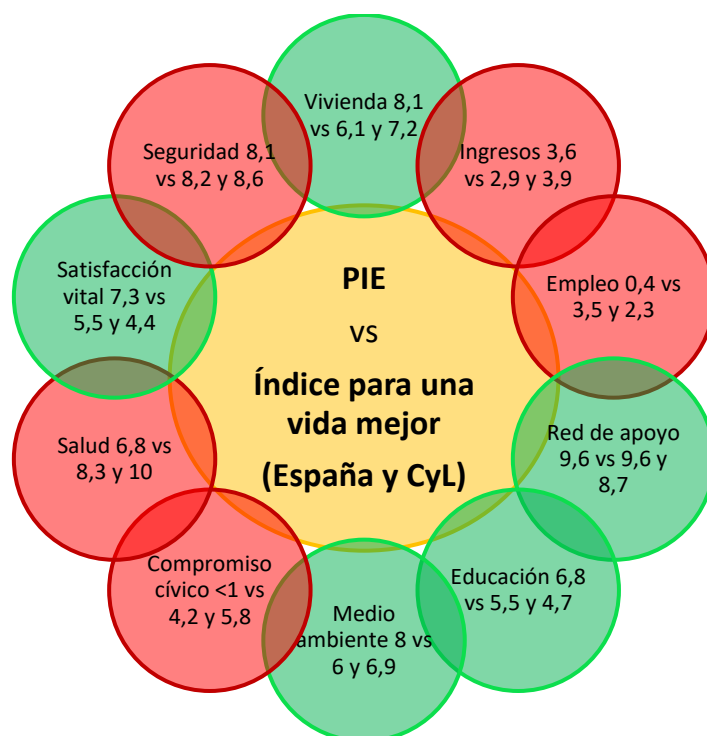 Vivienda 8,1
vs 6,1 y 7,2
Ingresos 3,6
vs 2,9 y 3,9
Empleo 0,4 vs
3,5 y 2,3
Red de apoyo
9,6 vs 9,6 y
8,7
Educación 6,8
vs 5,5 y 4,7
Medio
ambiente 8 vs
6 y 6,9
Compromiso
cívico <1 vs
4,2 y 5,8
Salud 6,8 vs
8,3 y 10
Satisfacción
vital 7,3 vs
5,5 y 4,4
Seguridad 8,1
vs 8,2 y 8,6
PIE
vs
Índice para una
vida mejor
(España y CyL)